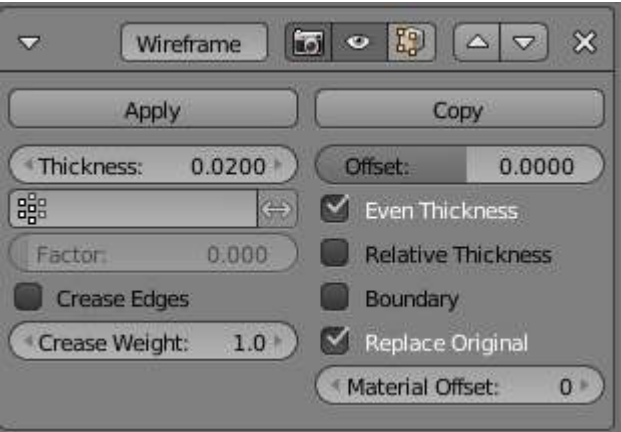 Wireframe
Apply Copy
Thickness: 0.0200 Offset: 0.0000
Even Thickness
Factor: 0.000 Relative Thickness
Crease Edges Boundary
Crease Weight: 1.0 Replace Original
Material Offset: 0